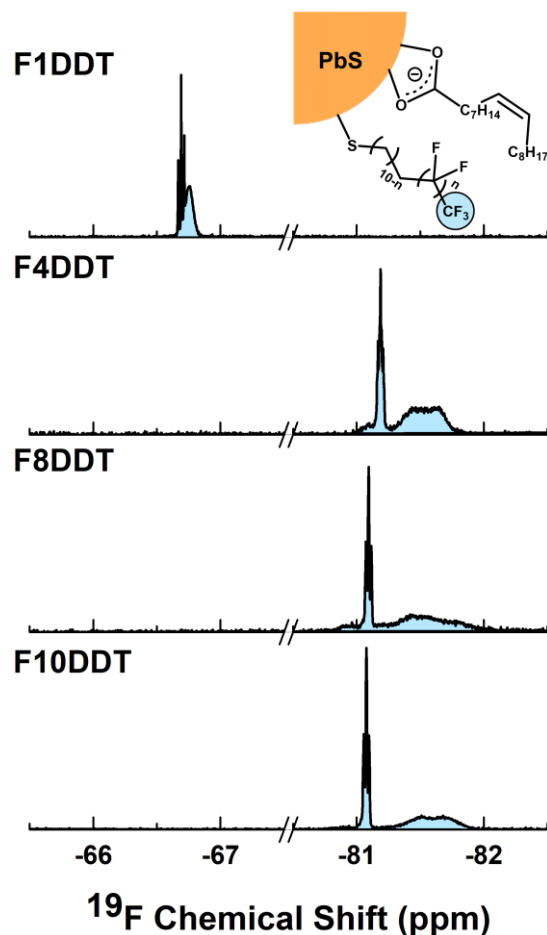 F1DDT
PbS
⊖
O
O
C₇H₁₄
C₈H₁₇
S
10-n
F
F
n
CF₃
-66
-67
-81
-82
F4DDT
F8DDT
F10DDT
¹⁹F Chemical Shift (ppm)